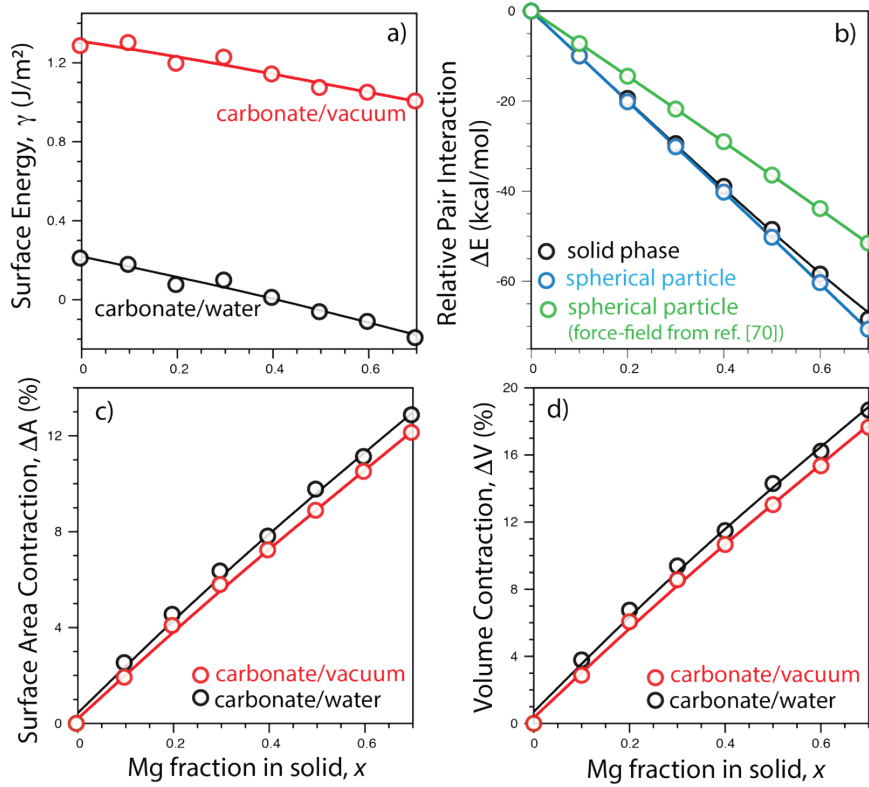 a)
Surface Energy, γ (J/m²)
1.2
0.8
0.4
0
carbonate/vacuum
carbonate/water
0
0.2
0.4
0.6
b)
Relative Pair Interaction
ΔE (kcal/mol)
0
-20
-40
-60
solid phase
spherical particle
spherical particle
(force-field from ref. [70])
0
0.2
0.4
0.6
c)
Surface Area Contraction, ΔA (%)
12
8
4
0
carbonate/vacuum
carbonate/water
0
0.2
0.4
0.6
Mg fraction in solid, x
d)
Volume Contraction, ΔV (%)
20
16
12
8
4
0
carbonate/vacuum
carbonate/water
0
0.2
0.4
0.6
Mg fraction in solid, x